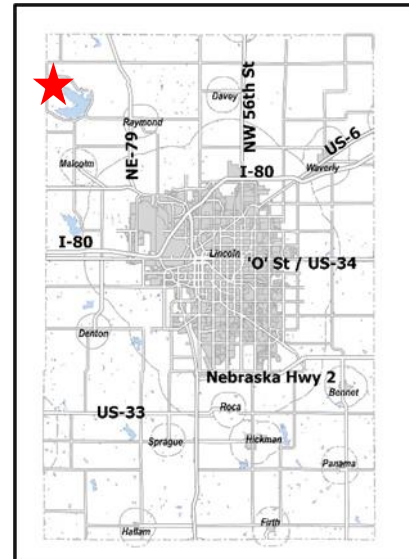 NW 56th St
Davey
US-6
Raymond
NE-79
Waverly
Malcolm
I-80
I-80
Lincoln
'O' St / US-34
Denton
Nebraska Hwy 2
Bennet
US-33
Roca
Sprague
Hickman
Panama
Hallam
Firth